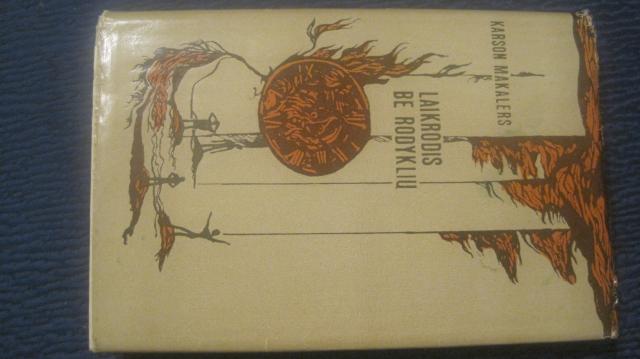 KARSON MAKALERS
LAIKRODIS
BE RODYKLIŲ